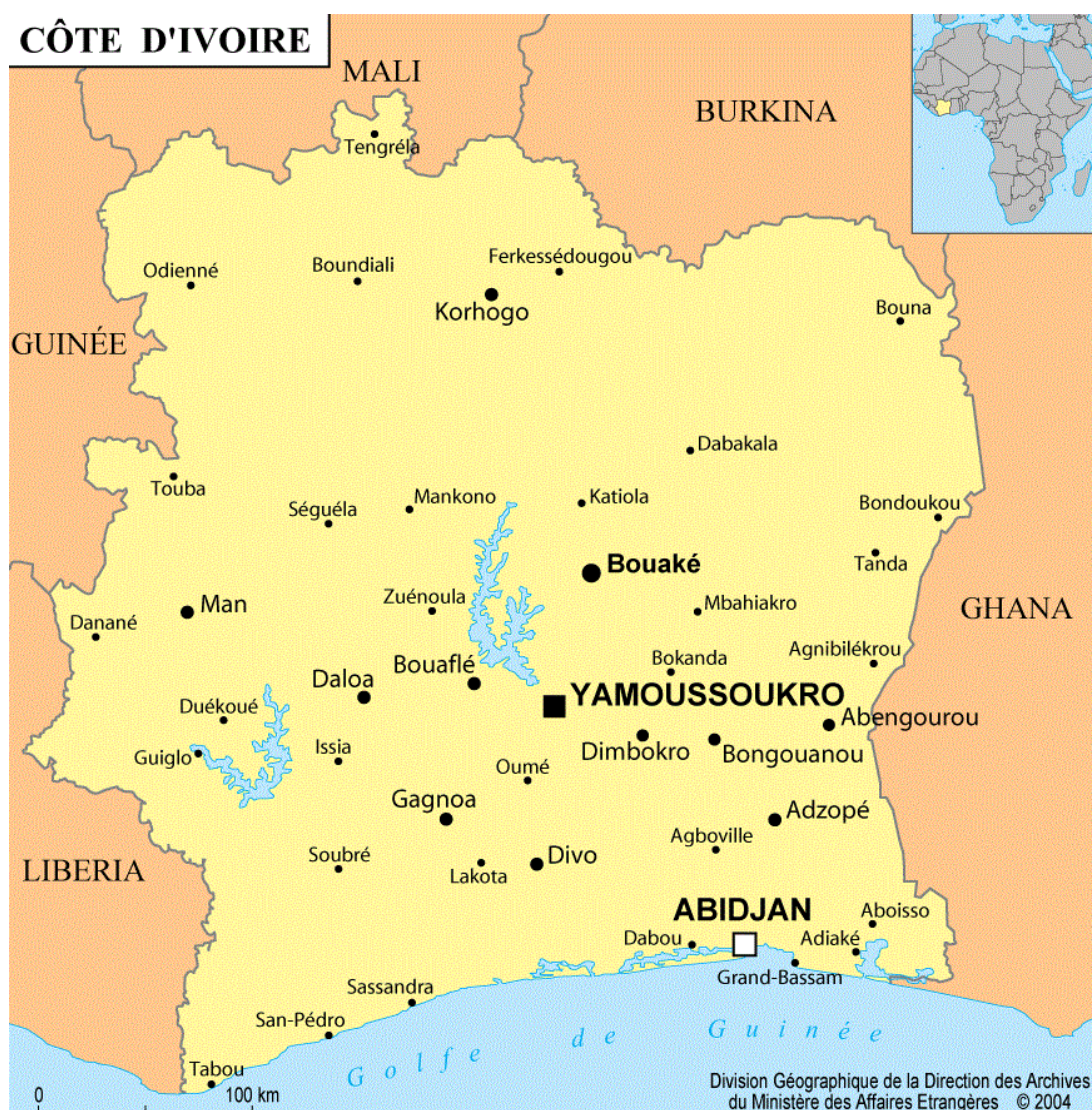 CÔTE D'IVOIRE
MALI
BURKINA
Tengréla
Ferkessédougou
Boundiali
Odienné
Korhogo
Bouna
GUINÉE
Dabakala
Touba
Mankono
Katiola
Bondoukou
Séguéla
Bouaké
Tanda
Zuénoula
Man
Mbahiakro
GHANA
Danané
Agnibilékrou
Bokanda
Bouaflé
Daloa
YAMOUSSOUKRO
Duékoué
Abengourou
Guiglo
Issia
Dimbokro
Bongouanou
Oumé
Gagnoa
Adzopé
Agboville
Soubré
Divo
LIBERIA
Lakota
ABIDJAN
Aboisso
Dabou
Adiaké
Grand-Bassam
Sassandra
San-Pédro
Golfe de Guinée
Tabou
0 100 km
Division Géographique de la Direction des Archives
du Ministère des Affaires Etrangères © 2004